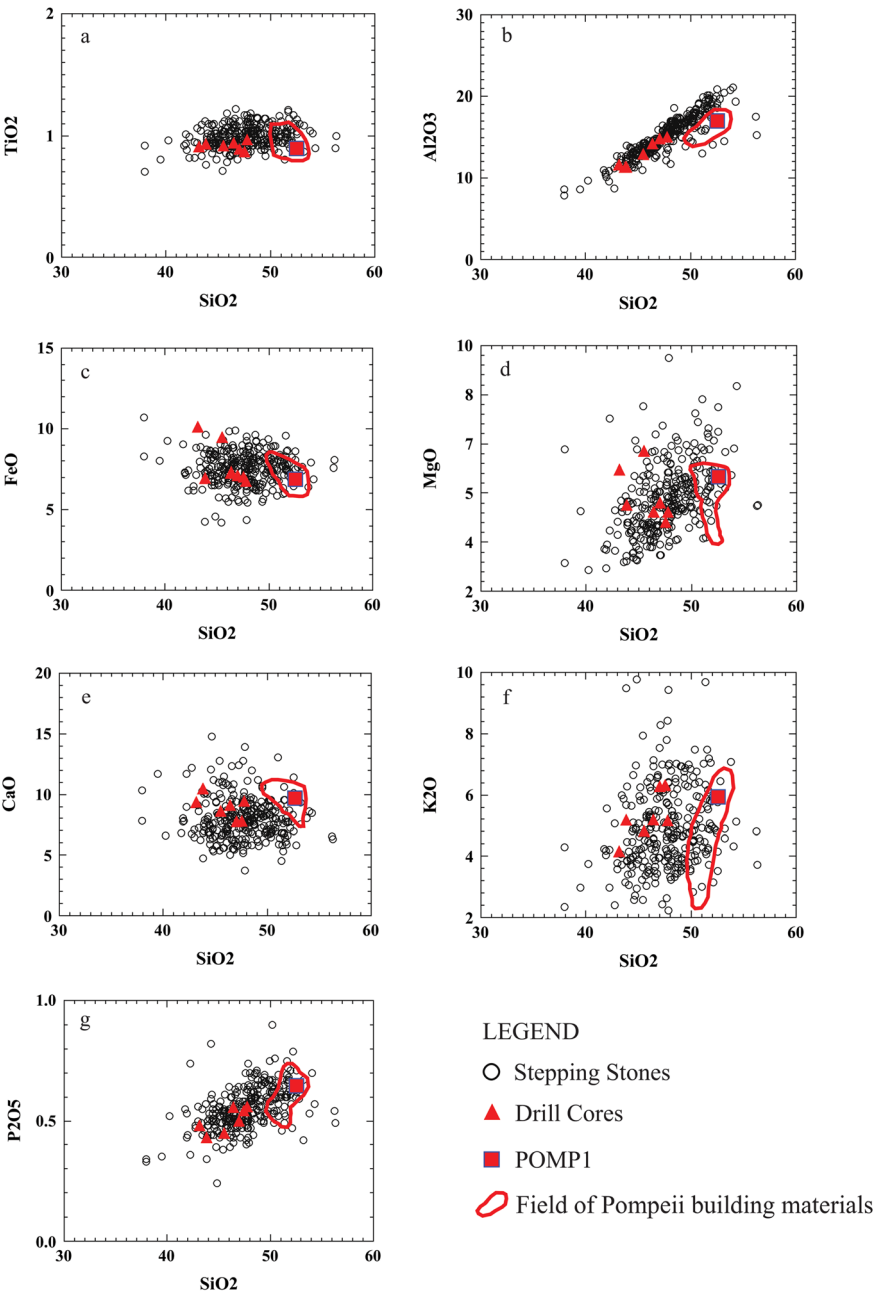 2
a
TiO2
1
0
30 40 50 60
SiO2
30
b
20
Al2O3
10
0
30 40 50 60
SiO2
15
c
10
FeO
5
0
30 40 50 60
SiO2
10
d
8
7
MgO
5
4
2
30 40 50 60
SiO2
20
e
15
CaO
10
5
0
30 40 50 60
SiO2
10
f
8
K2O
6
4
2
30 40 50 60
SiO2
1.0
g
P2O5
0.5
0.0
30 40 50 60
SiO2
LEGEND
Stepping Stones
Drill Cores
POMP1
Field of Pompeii building materials